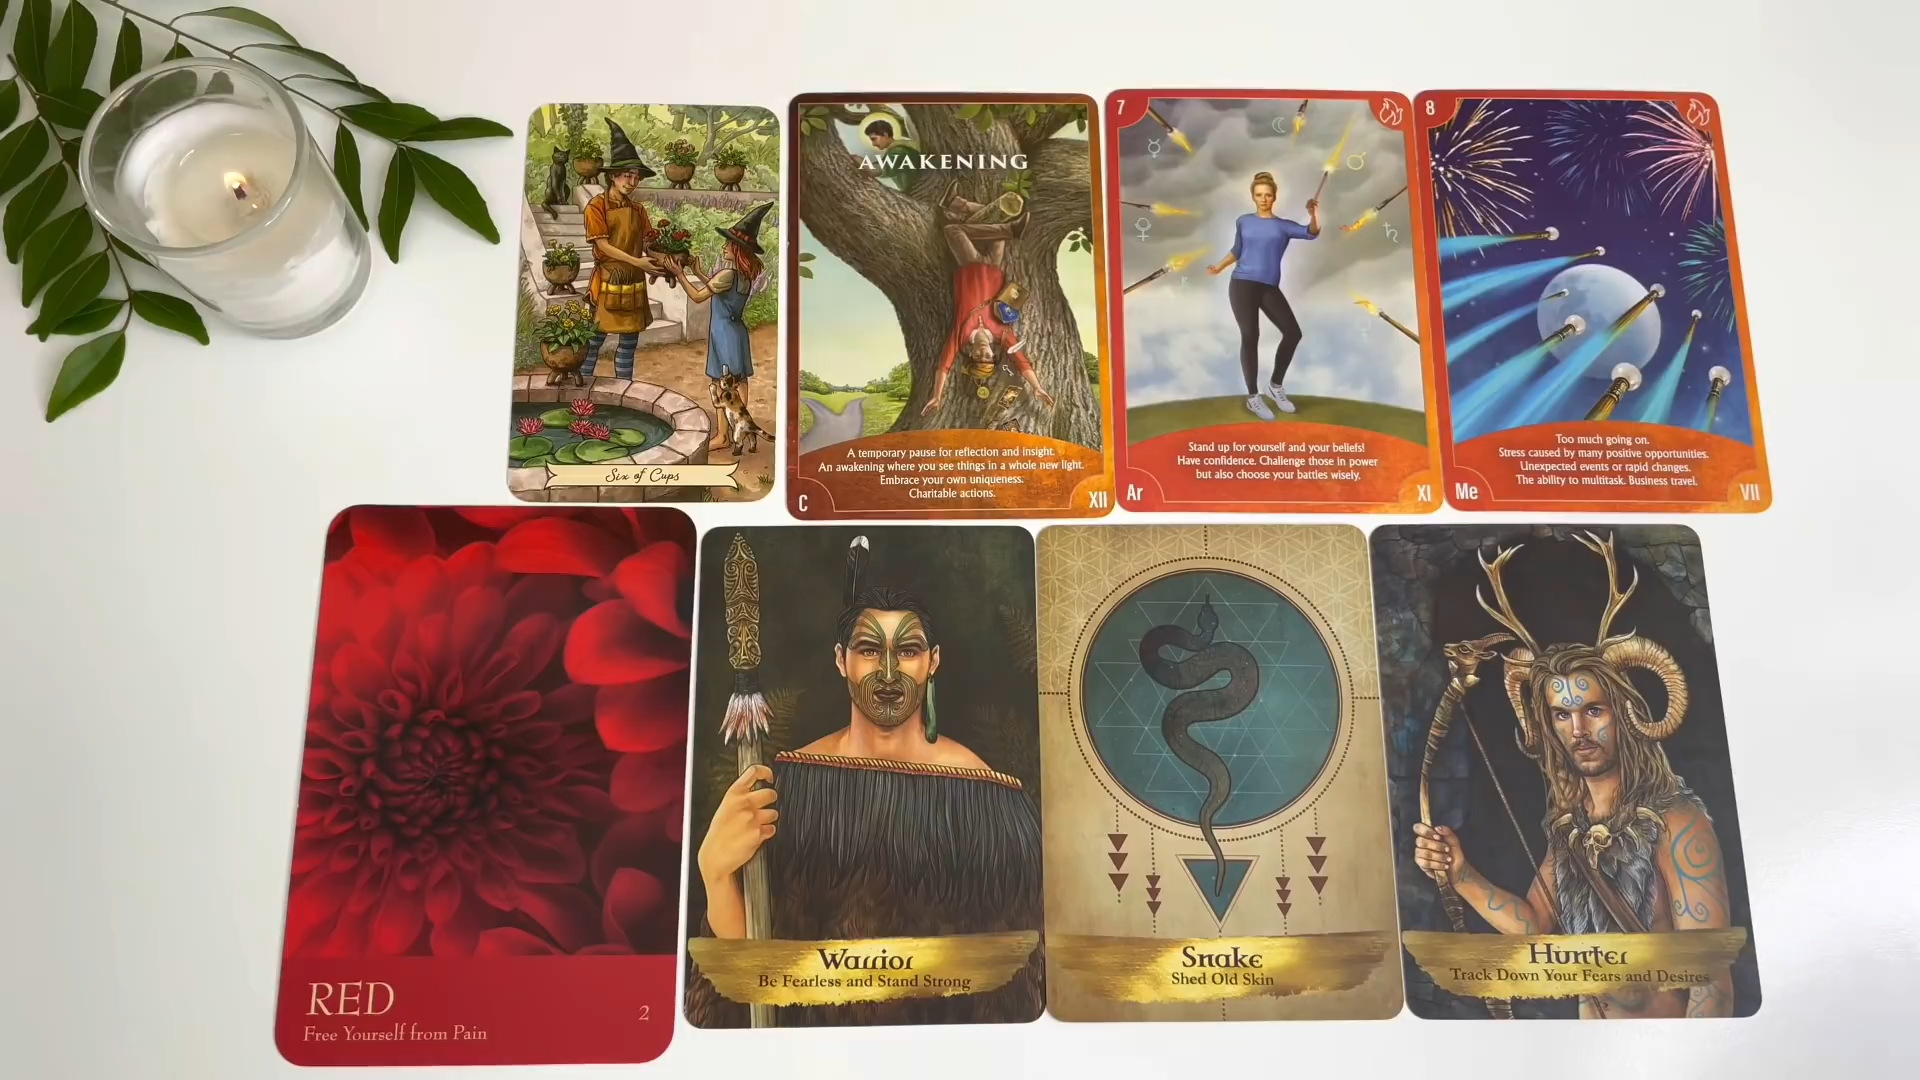 Six of Cups
AWAKENING
A temporary pause for reflection and insight.
An awakening where you see things in a whole new light.
Embrace your own uniqueness.
Charitable actions.
C
XII
7
Stand up for yourself and your beliefs!
Have confidence. Challenge those in power
but also choose your battles wisely.
Ar
XI
8
Too much going on.
Stress caused by many positive opportunities.
Unexpected events or rapid changes.
The ability to multitask. Business travel.
Me
VII
RED
Free Yourself from Pain
2
Warrior
Be Fearless and Stand Strong
Snake
Shed Old Skin
Hunter
Track Down Your Fears and Desires